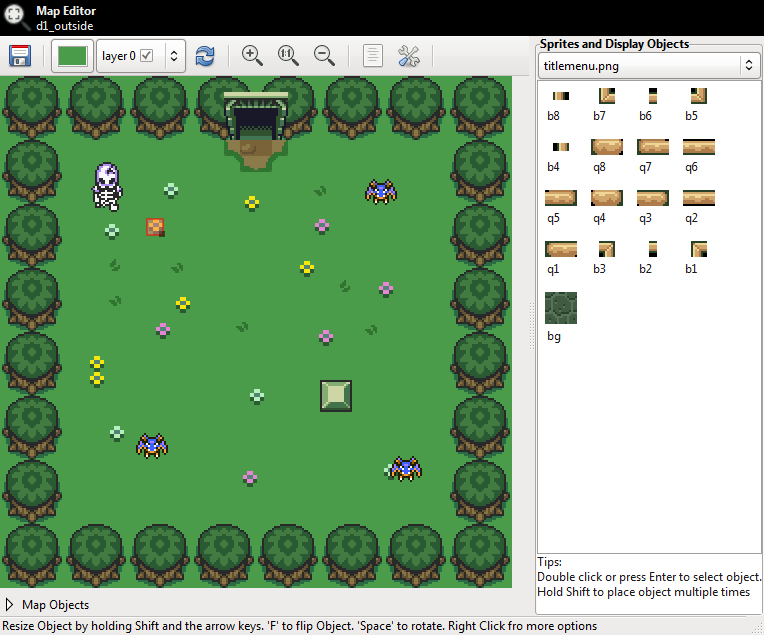 Map Editor
d1_outside
layer0
Sprites and Display Objects
titlemenu.png
b8 b7 b6 b5
b4 q8 q7 q6
q5 q4 q3 q2
q1 b3 b2 b1
bg
Tips:
Double click or press Enter to select object.
Hold Shift to place object multiple times
Map Objects
Resize Object by holding Shift and the arrow keys. 'F' to flip Object. 'Space' to rotate. Right Click fro more options